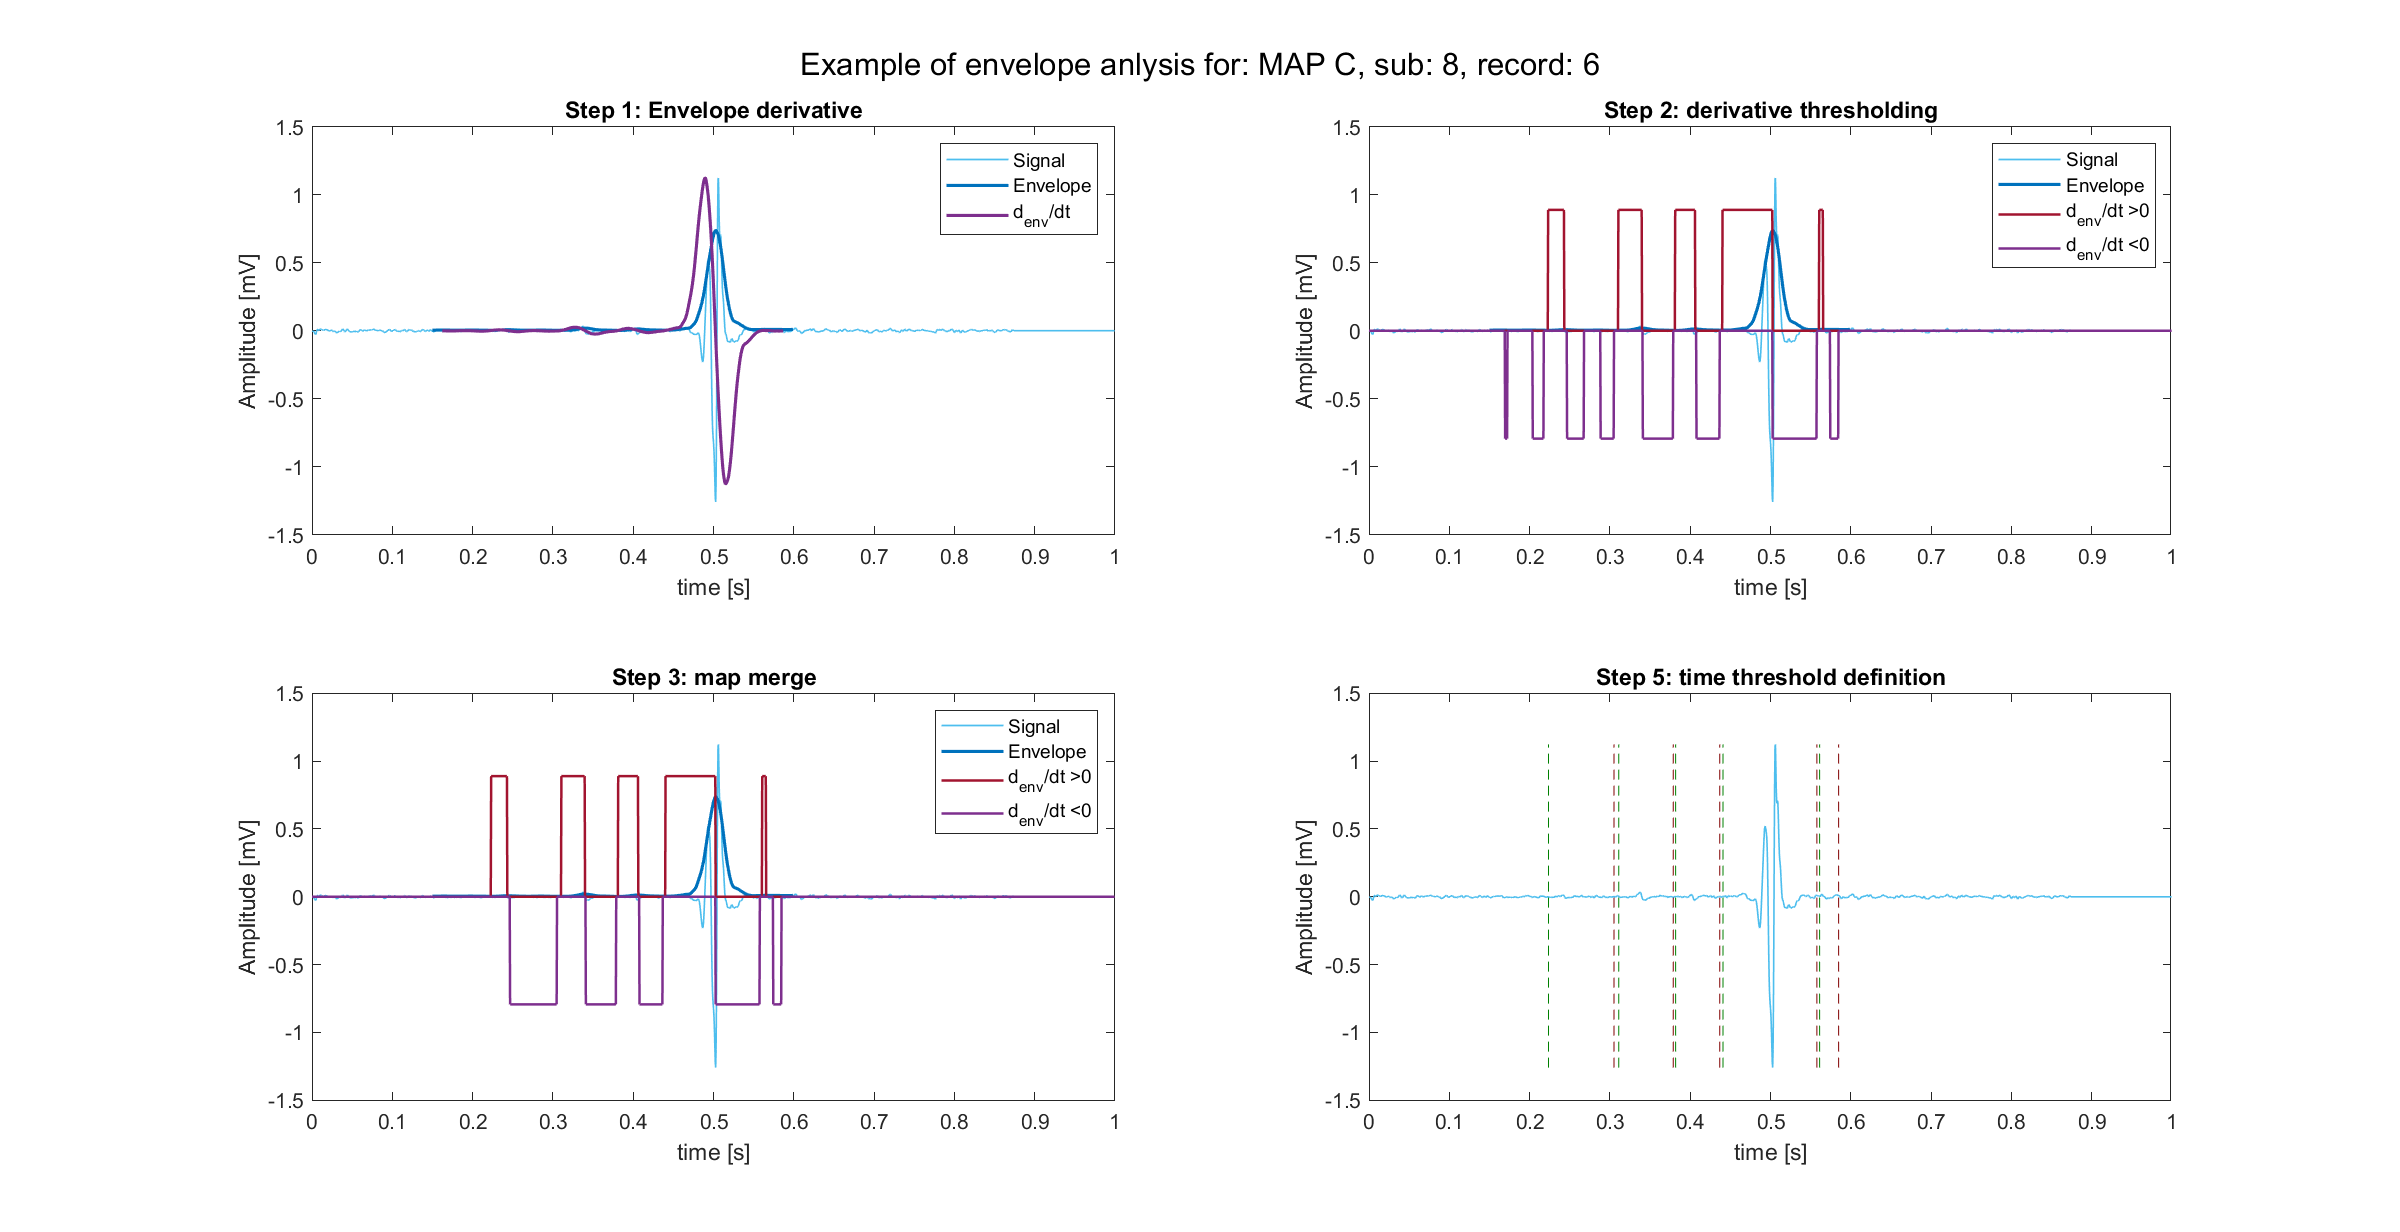 Example of envelope anlysis for: MAP C, sub: 8, record: 6
Step 1: Envelope derivative
1.5
1
0.5
0
-0.5
-1
-1.5
Amplitude [mV]
0 0.1 0.2 0.3 0.4 0.5 0.6 0.7 0.8 0.9 1
time [s]
Signal
Envelope
d_env/dt
Step 2: derivative thresholding
1.5
1
0.5
0
-0.5
-1
-1.5
Amplitude [mV]
0 0.1 0.2 0.3 0.4 0.5 0.6 0.7 0.8 0.9 1
time [s]
Signal
Envelope
d_env/dt >0
d_env/dt <0
Step 3: map merge
1.5
1
0.5
0
-0.5
-1
-1.5
Amplitude [mV]
0 0.1 0.2 0.3 0.4 0.5 0.6 0.7 0.8 0.9 1
time [s]
Signal
Envelope
d_env/dt >0
d_env/dt <0
Step 5: time threshold definition
1.5
1
0.5
0
-0.5
-1
-1.5
Amplitude [mV]
0 0.1 0.2 0.3 0.4 0.5 0.6 0.7 0.8 0.9 1
time [s]